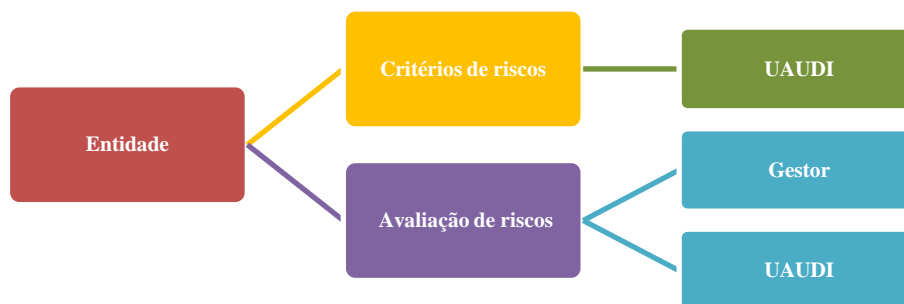 Entidade
Critérios de riscos
UAUDI
Avaliação de riscos
Gestor
UAUDI